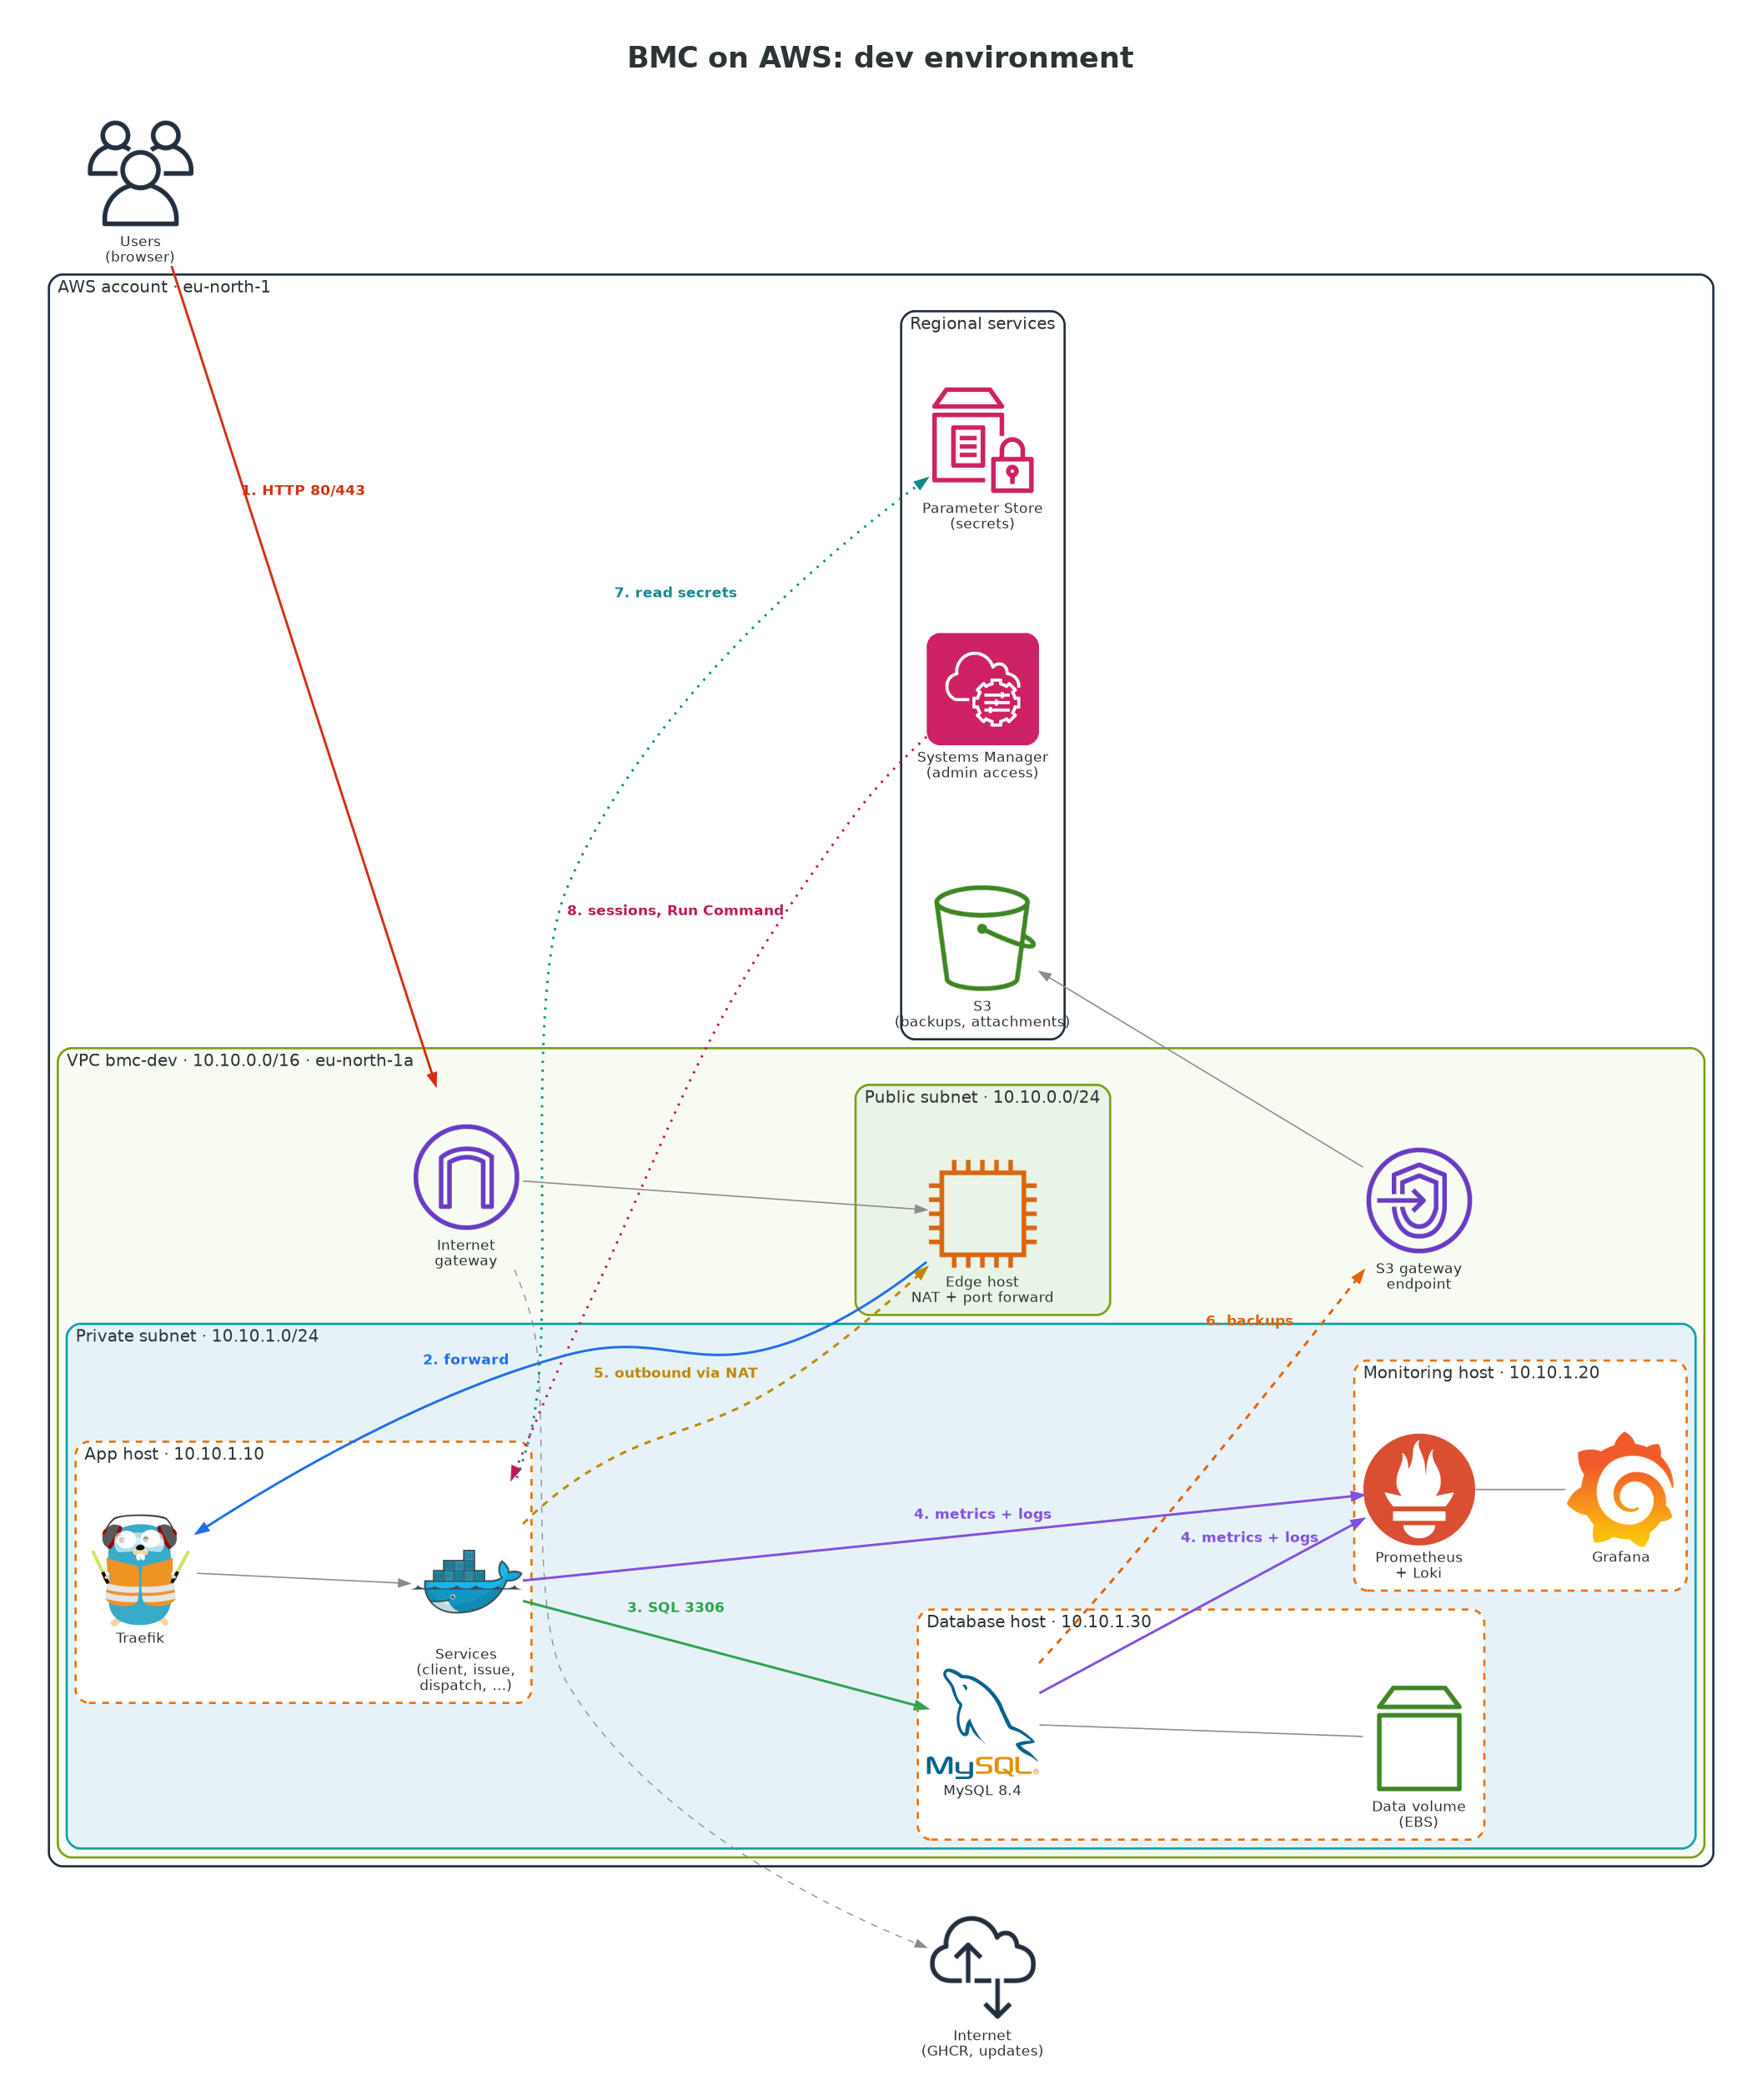 BMC on AWS: dev environment
Users
(browser)
AWS account · eu-north-1
Regional services
1. HTTP 80/443
Parameter Store
(secrets)
7. read secrets
Systems Manager
(admin access)
8. sessions, Run Command
S3
(backups, attachments)
VPC bmc-dev · 10.10.0.0/16 · eu-north-1a
Public subnet · 10.10.0.0/24
Internet
gateway
Edge host
NAT + port forward
S3 gateway
endpoint
6. backups
Private subnet · 10.10.1.0/24
2. forward
5. outbound via NAT
Monitoring host · 10.10.1.20
App host · 10.10.1.10
4. metrics + logs
4. metrics + logs
Prometheus
+ Loki
Grafana
3. SQL 3306
Traefik
Services
(client, issue,
dispatch, ...)
Database host · 10.10.1.30
MySQL®
MySQL 8.4
Data volume
(EBS)
Internet
(GHCR, updates)